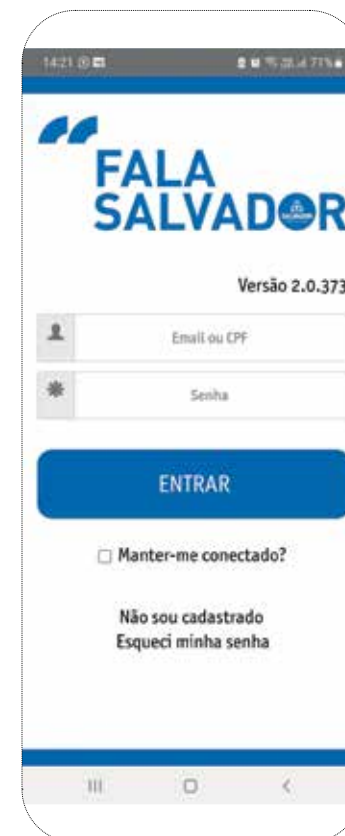 14:21
71%
FALA
SALVADOR
Versão 2.0.373
Email ou CPF
Senha
ENTRAR
Manter-me conectado?
Não sou cadastrado
Esqueci minha senha